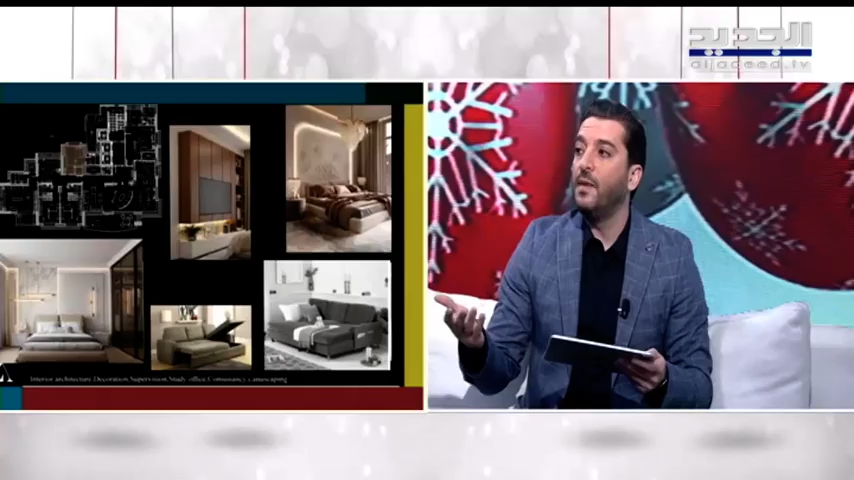 الجديد
aljadeed.tv
Interior architecture, Decoration, Supervision, Study office, Consultancy, Landscaping